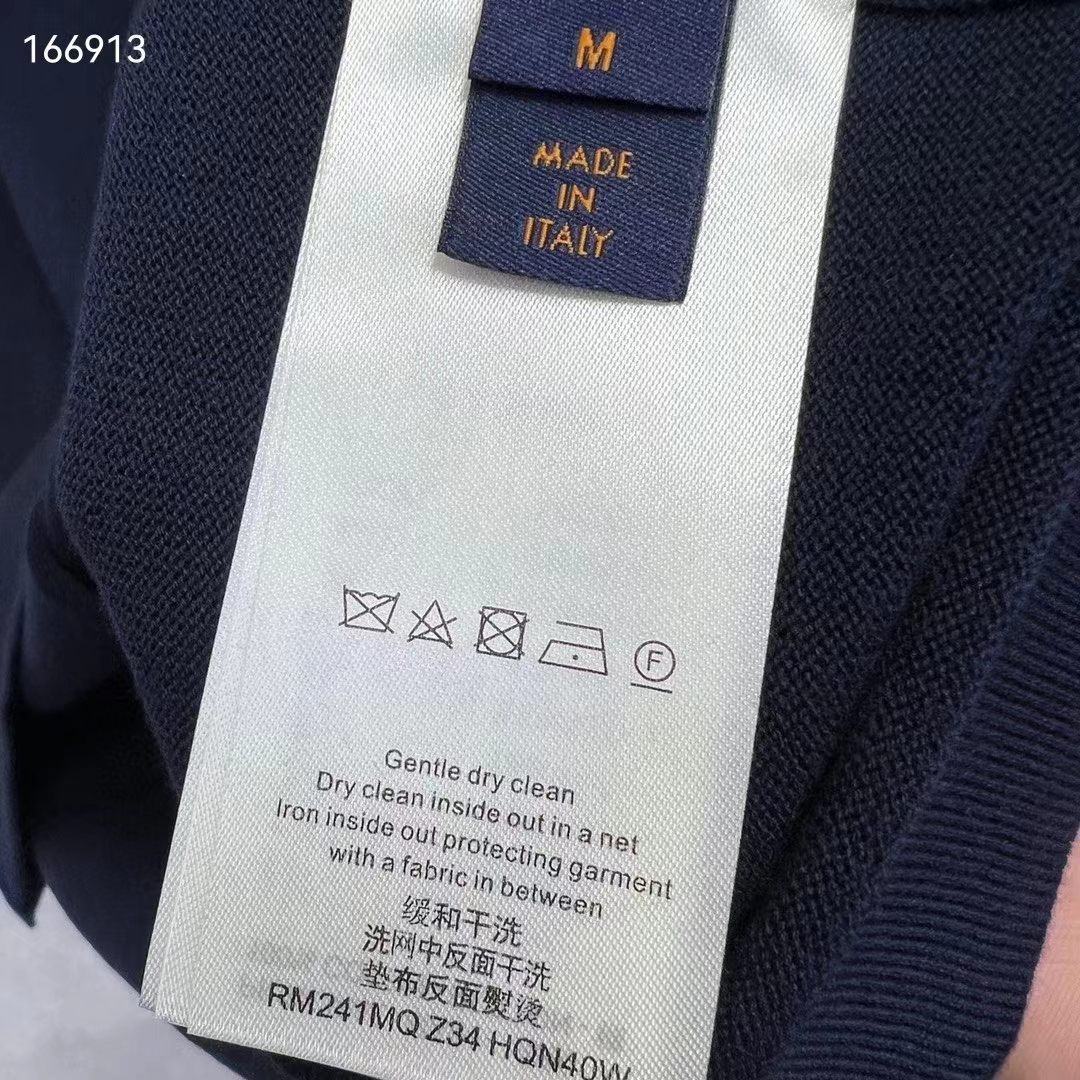 166913
M
MADE
IN
ITALY
F
Gentle dry clean
Dry clean inside out in a net
Iron inside out protecting garment
with a fabric in between
缓和干洗
洗网中反面干洗
垫布反面熨烫
RM241MQ Z34 HQN40W